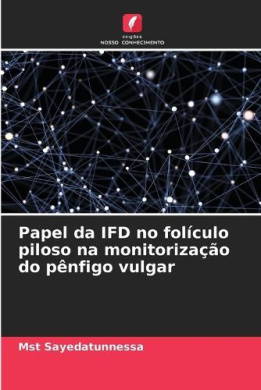 edições
NOSSO CONHECIMENTO
Papel da IFD no folículo
piloso na monitorização
do pênfigo vulgar
Mst Sayedatunnessa